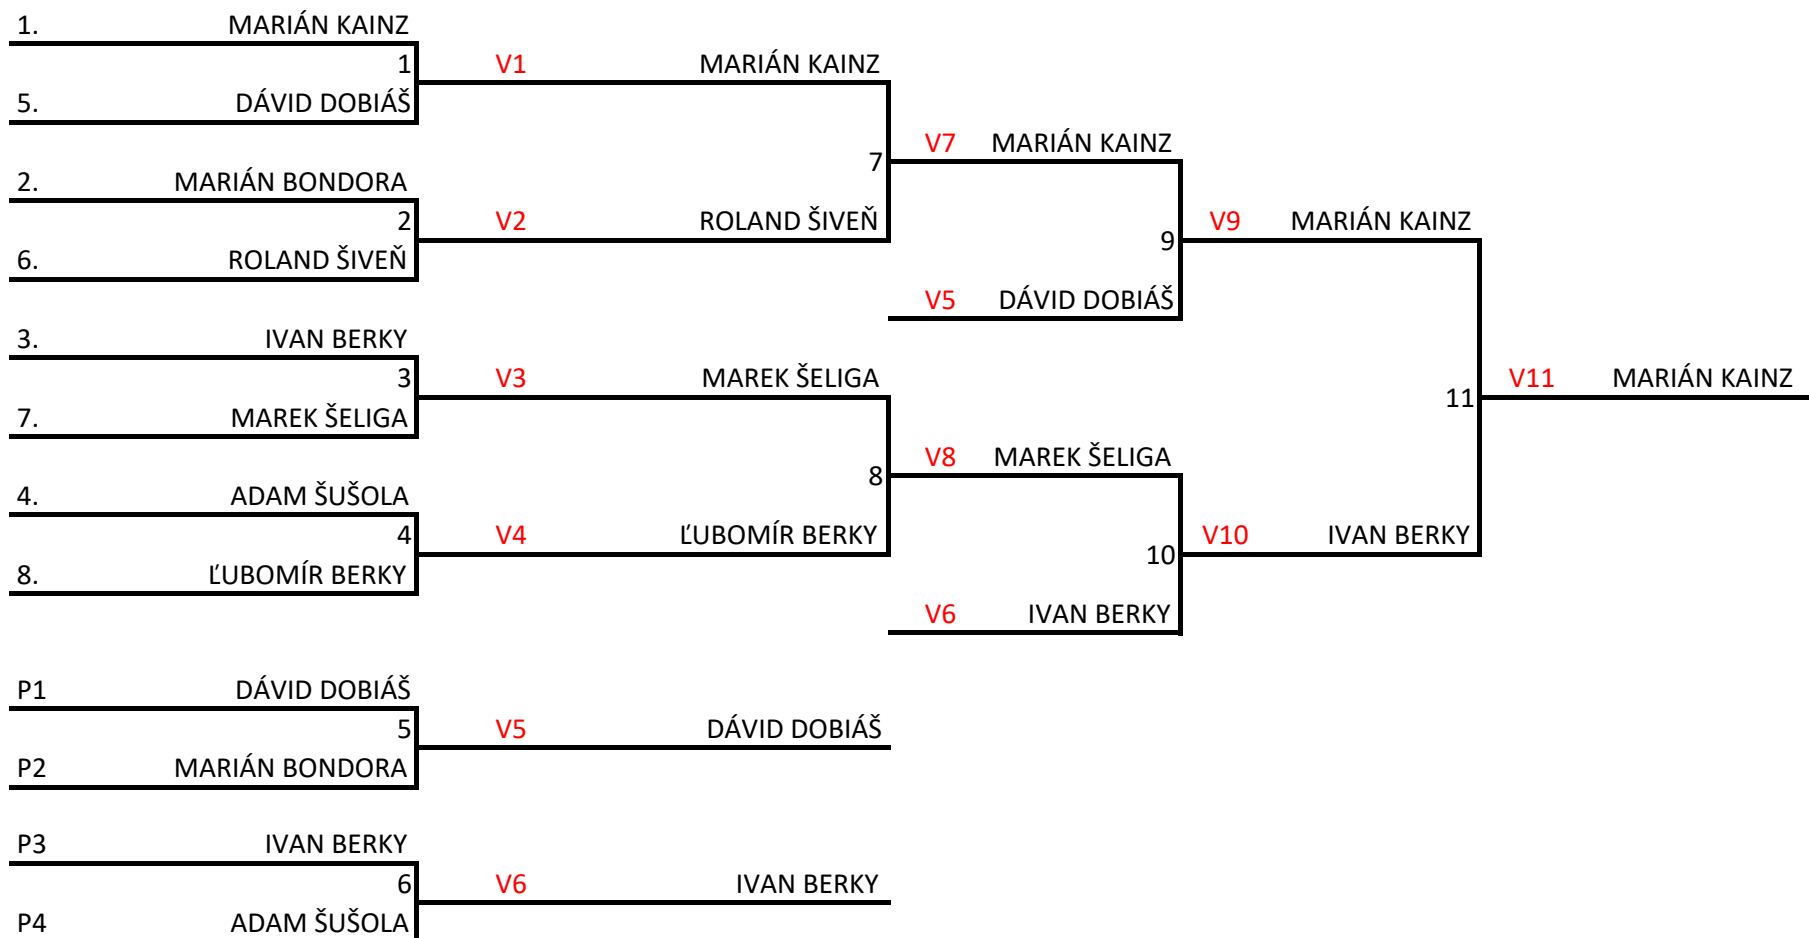 1. MARIÁN KAINZ
1 V1 MARIÁN KAINZ
5. DÁVID DOBIÁŠ
V7 MARIÁN KAINZ
7
2. MARIÁN BONDORA
2 V2 ROLAND ŠIVEŇ
V9 MARIÁN KAINZ
9
6. ROLAND ŠIVEŇ
V5 DÁVID DOBIÁŠ
3. IVAN BERKY
3 V3 MAREK ŠELIGA
V11 MARIÁN KAINZ
11
7. MAREK ŠELIGA
V8 MAREK ŠELIGA
8
4. ADAM ŠUŠOLA
4 V4 ĽUBOMÍR BERKY
V10 IVAN BERKY
10
8. ĽUBOMÍR BERKY
V6 IVAN BERKY
P1 DÁVID DOBIÁŠ
5 V5 DÁVID DOBIÁŠ
P2 MARIÁN BONDORA
P3 IVAN BERKY
6 V6 IVAN BERKY
P4 ADAM ŠUŠOLA